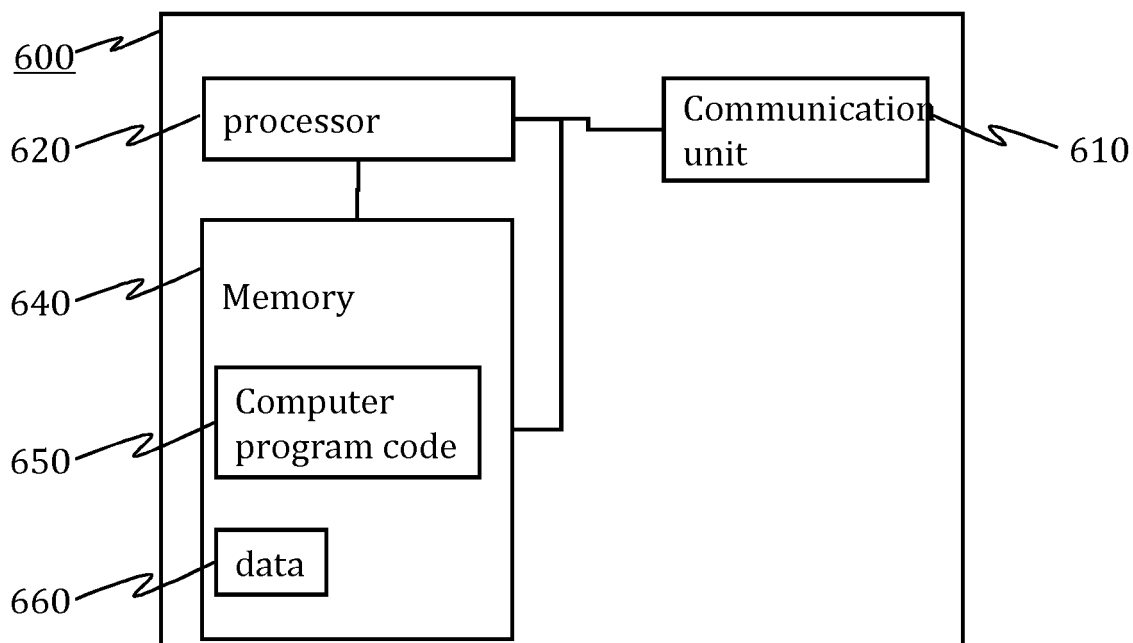 600
processor
Communication
unit
620
610
640
Memory
Computer
program code
650
data
660